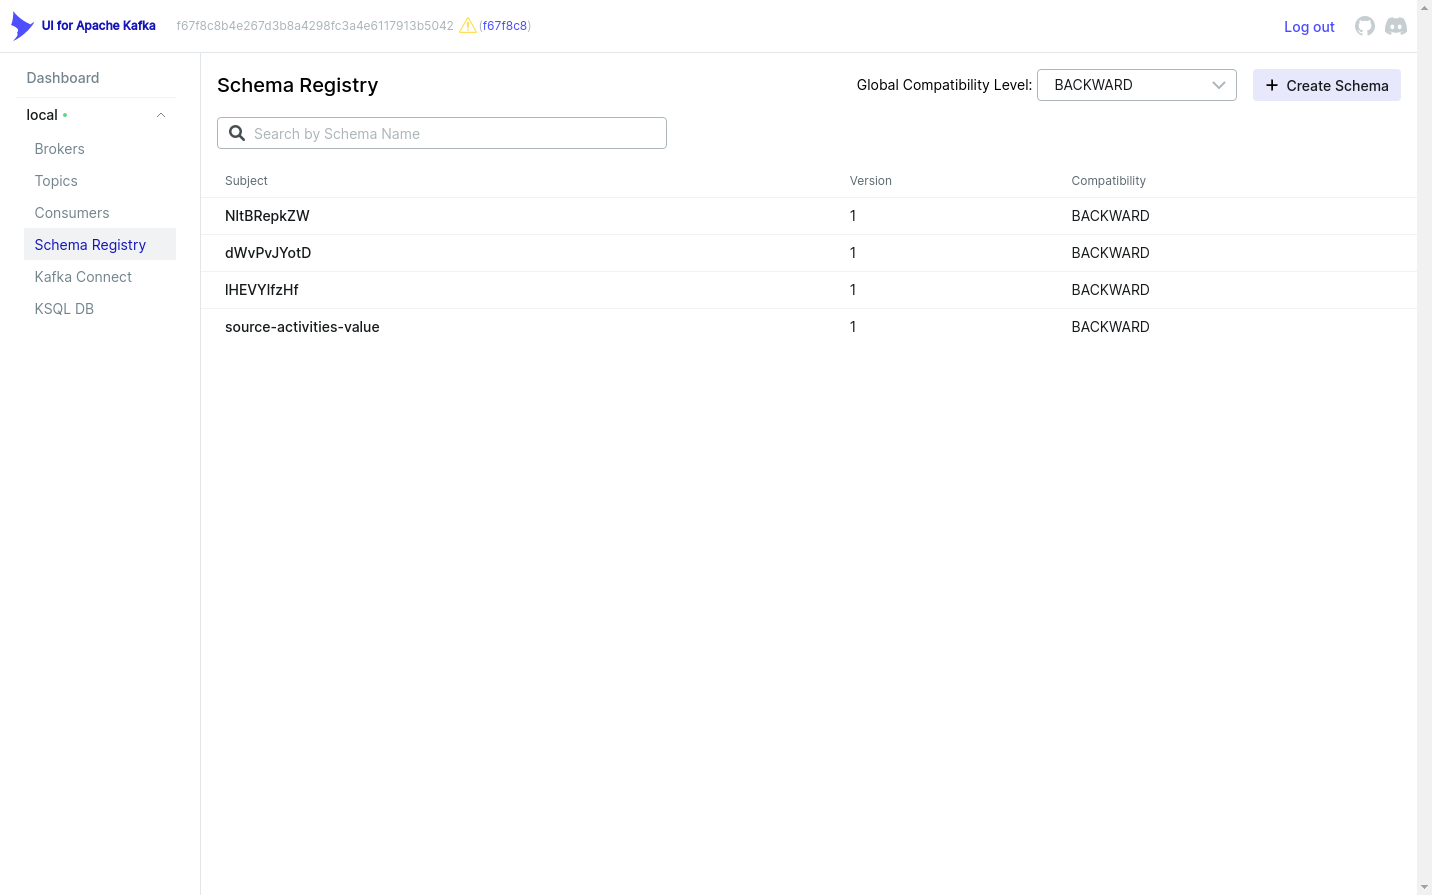 UI for Apache Kafka f67f8c8b4e267d3b8a4298fc3a4e6117913b5042 (f67f8c8) Log out
Dashboard
local
Brokers
Topics
Consumers
Schema Registry
Kafka Connect
KSQL DB
Schema Registry Global Compatibility Level: BACKWARD Create Schema
Search by Schema Name
Subject Version Compatibility
NltBRepkZW 1 BACKWARD
dWvPvJYotD 1 BACKWARD
lHEVYlfzHf 1 BACKWARD
source-activities-value 1 BACKWARD